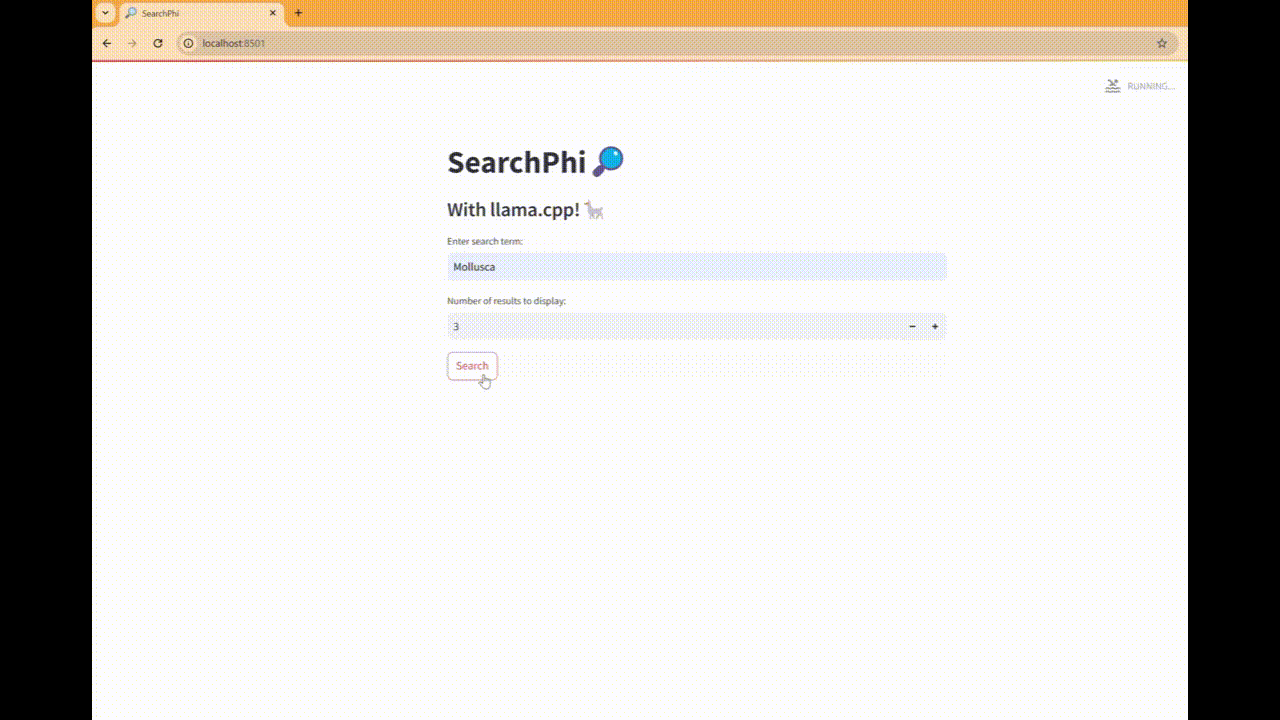 SearchPhi
localhost:8501
RUNNING...
SearchPhi
With llama.cpp!
Enter search term:
Mollusca
Number of results to display:
3
Search